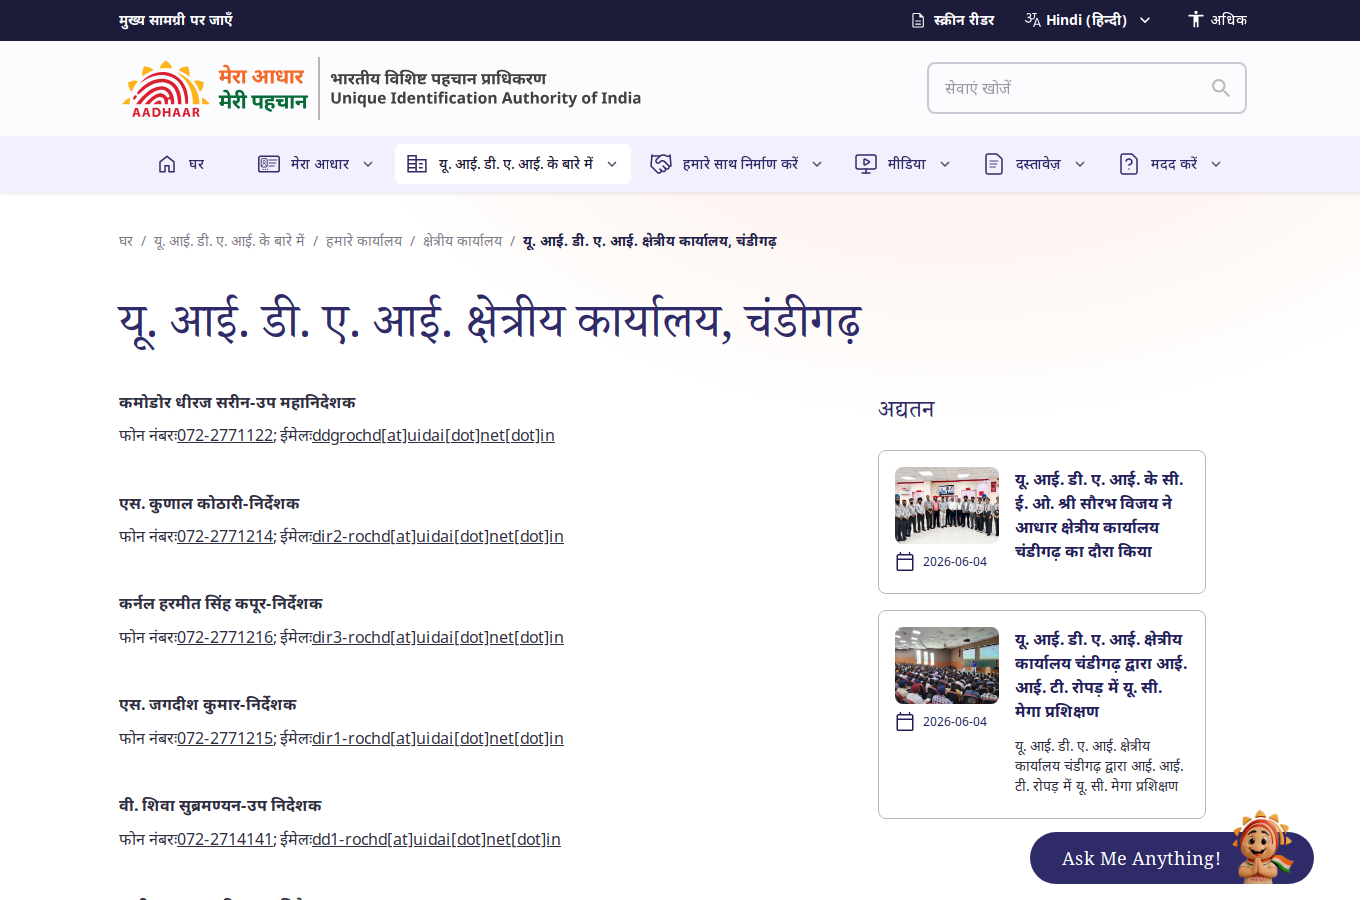 मुख्य सामग्री पर जाएँ
स्क्रीन रीडर
Hindi (हिन्दी)
अधिक
मेरा आधार
मेरी पहचान
AADHAAR
भारतीय विशिष्ट पहचान प्राधिकरण
Unique Identification Authority of India
सेवाएं खोजें
घर
मेरा आधार
यू. आई. डी. ए. आई. के बारे में
हमारे साथ निर्माण करें
मीडिया
दस्तावेज़
मदद करें
घर / यू. आई. डी. ए. आई. के बारे में / हमारे कार्यालय / क्षेत्रीय कार्यालय / यू. आई. डी. ए. आई. क्षेत्रीय कार्यालय, चंडीगढ़
यू. आई. डी. ए. आई. क्षेत्रीय कार्यालय, चंडीगढ़
कमोडोर धीरज सरीन-उप महानिदेशक
फोन नंबरः072-2771122; ईमेलःddgrochd[at]uidai[dot]net[dot]in
एस. कुणाल कोठारी-निर्देशक
फोन नंबरः072-2771214; ईमेलःdir2-rochd[at]uidai[dot]net[dot]in
कर्नल हरमीत सिंह कपूर-निर्देशक
फोन नंबरः072-2771216; ईमेलःdir3-rochd[at]uidai[dot]net[dot]in
एस. जगदीश कुमार-निर्देशक
फोन नंबरः072-2771215; ईमेलःdir1-rochd[at]uidai[dot]net[dot]in
वी. शिवा सुब्रमण्यन-उप निदेशक
फोन नंबरः072-2714141; ईमेलःdd1-rochd[at]uidai[dot]net[dot]in
अद्यतन
यू. आई. डी. ए. आई. के सी.
ई. ओ. श्री सौरभ विजय ने
आधार क्षेत्रीय कार्यालय
चंडीगढ़ का दौरा किया
2026-06-04
यू. आई. डी. ए. आई. क्षेत्रीय
कार्यालय चंडीगढ़ द्वारा आई.
आई. टी. रोपड़ में यू. सी.
मेगा प्रशिक्षण
2026-06-04
यू. आई. डी. ए. आई. क्षेत्रीय
कार्यालय चंडीगढ़ द्वारा आई. आई.
टी. रोपड़ में यू. सी. मेगा प्रशिक्षण
Ask Me Anything!